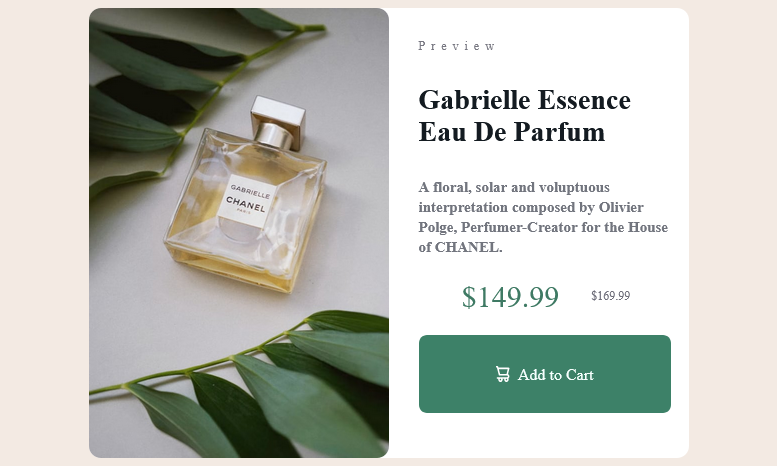 GABRIELLE
CHANEL
PARIS
Preview
Gabrielle Essence
Eau De Parfum
A floral, solar and voluptuous
interpretation composed by Olivier
Polge, Perfumer-Creator for the House
of CHANEL.
$149.99 $169.99
Add to Cart